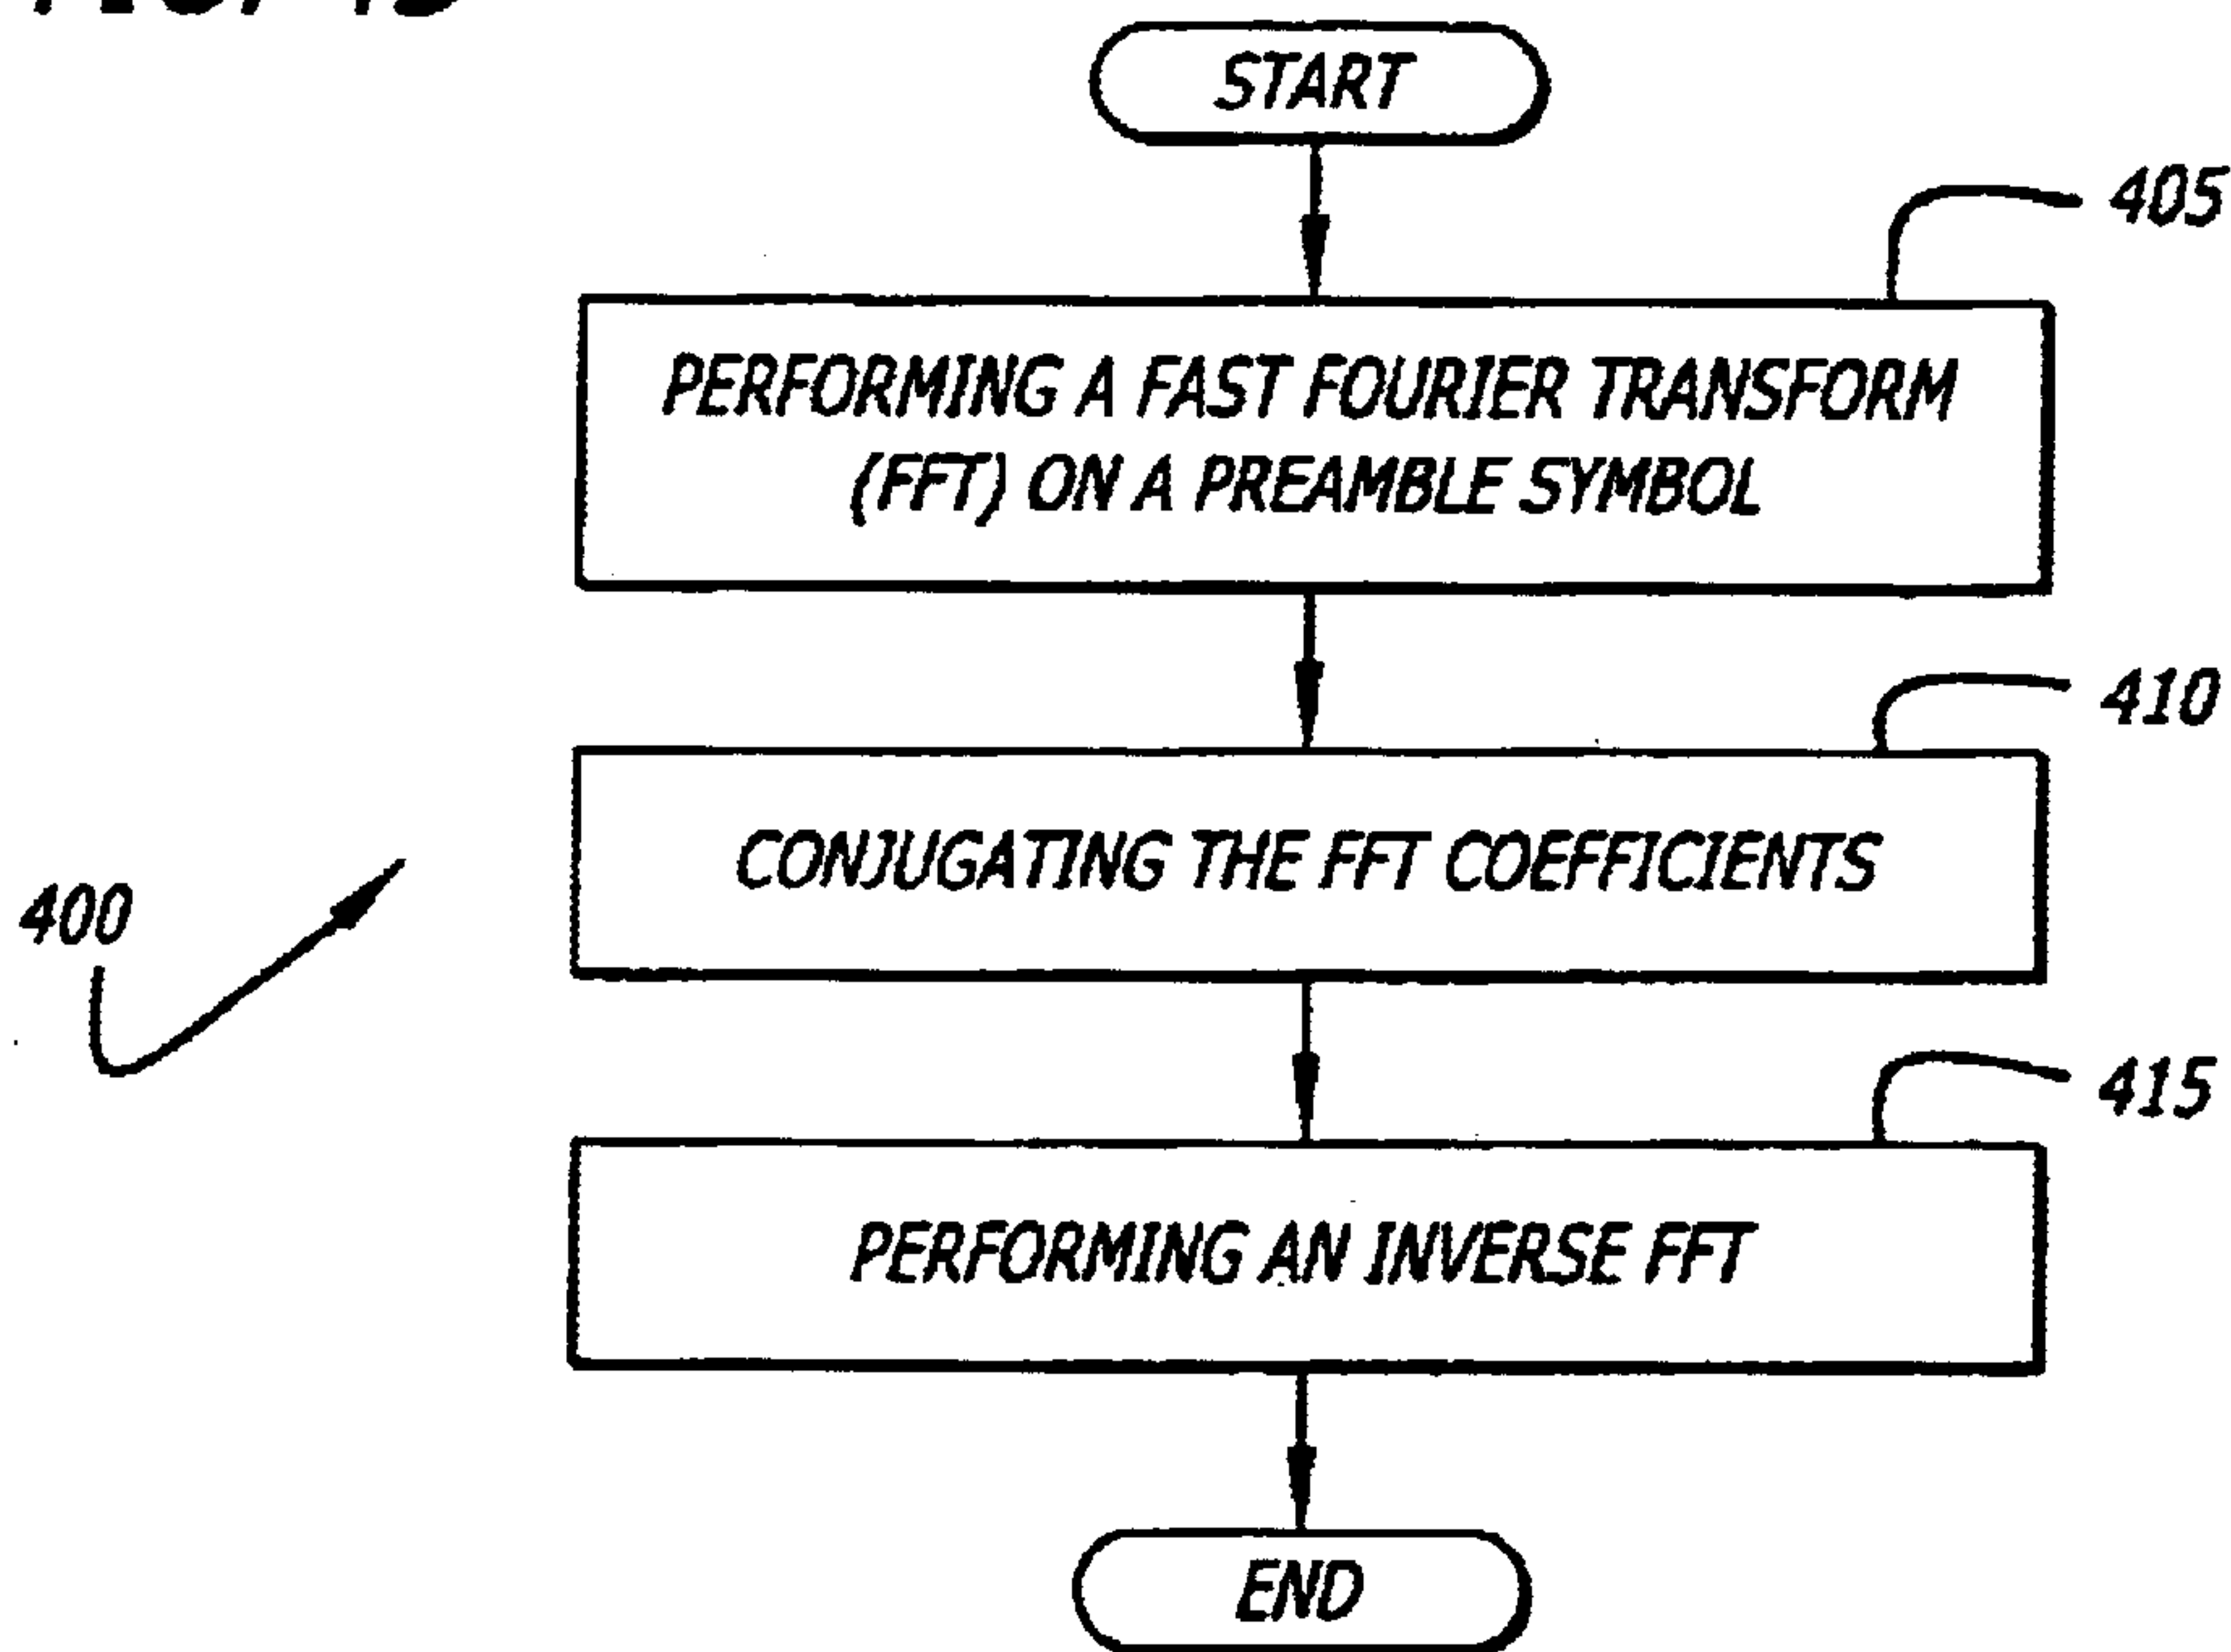 START
405
PERFORMING A FAST FOURIER TRANSFORM
(FFT) ON A PREAMBLE SYMBOL
410
CONJUGATING THE FFT COEFFICIENTS
400
415
PERFORMING AN INVERSE FFT
END